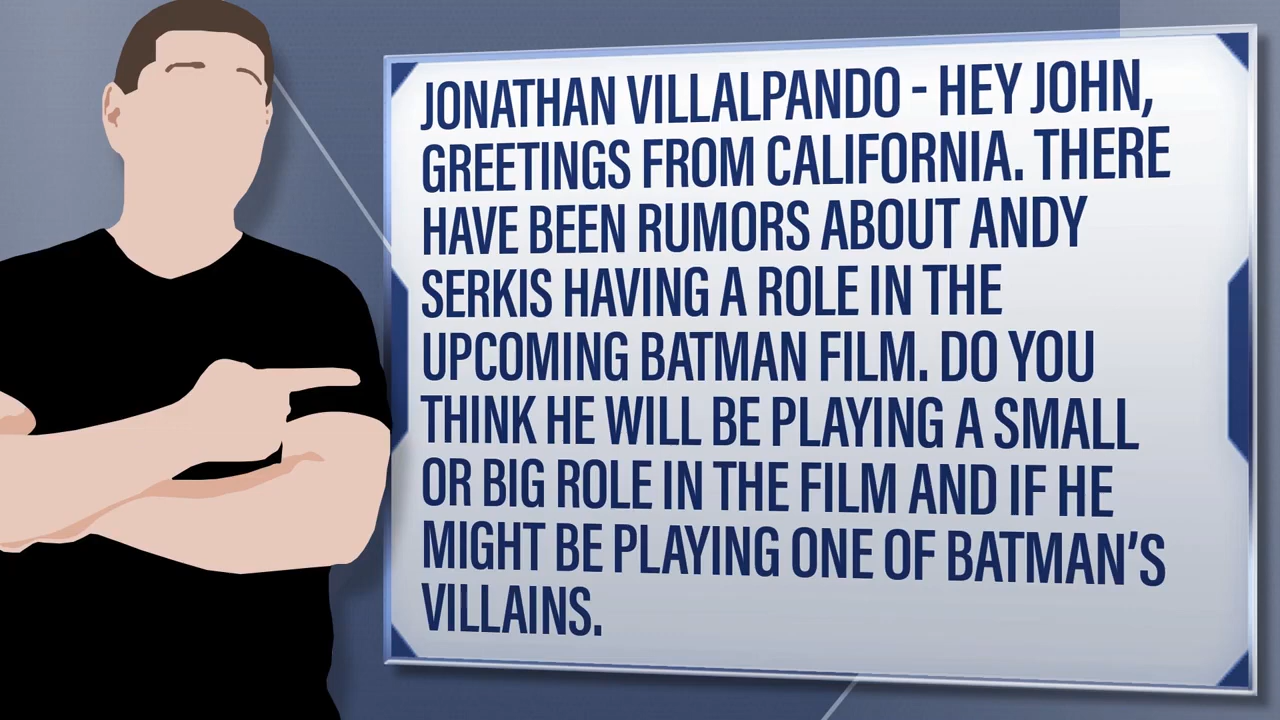 JONATHAN VILLALPANDO - HEY JOHN,
GREETINGS FROM CALIFORNIA. THERE
HAVE BEEN RUMORS ABOUT ANDY
SERKIS HAVING A ROLE IN THE
UPCOMING BATMAN FILM. DO YOU
THINK HE WILL BE PLAYING A SMALL
OR BIG ROLE IN THE FILM AND IF HE
MIGHT BE PLAYING ONE OF BATMAN’S
VILLAINS.